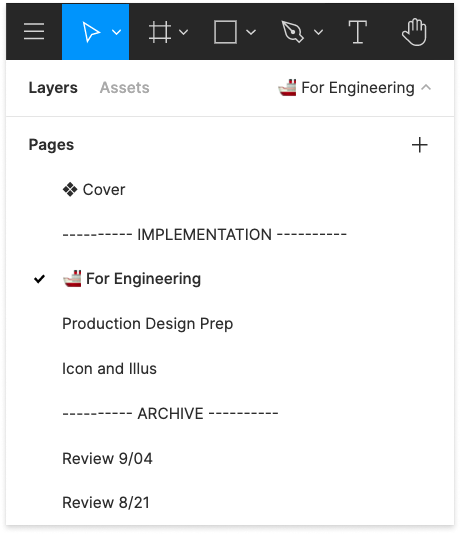 Layers Assets 🚢 For Engineering
Pages
❖ Cover
---------- IMPLEMENTATION ----------
🚢 For Engineering
Production Design Prep
Icon and Illus
---------- ARCHIVE ----------
Review 9/04
Review 8/21